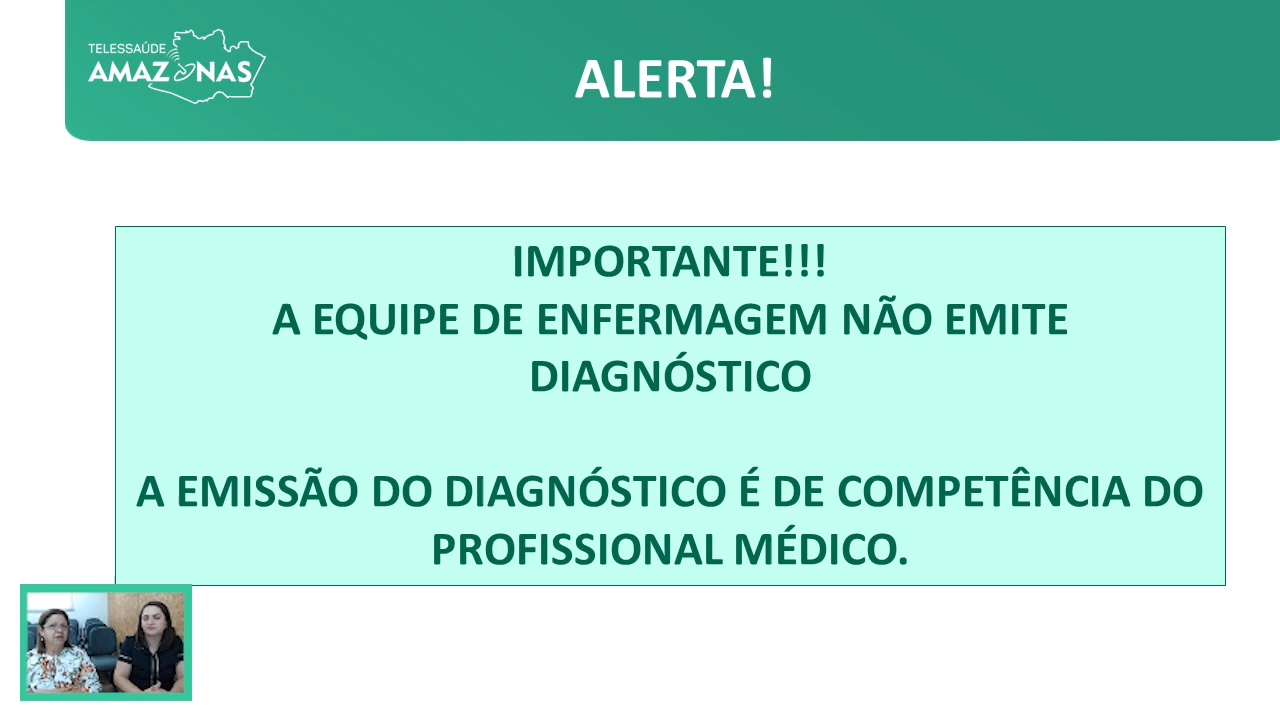 TELESSAÚDE
AMAZONAS
ALERTA!
IMPORTANTE!!!
A EQUIPE DE ENFERMAGEM NÃO EMITE
DIAGNÓSTICO
A EMISSÃO DO DIAGNÓSTICO É DE COMPETÊNCIA DO
PROFISSIONAL MÉDICO.